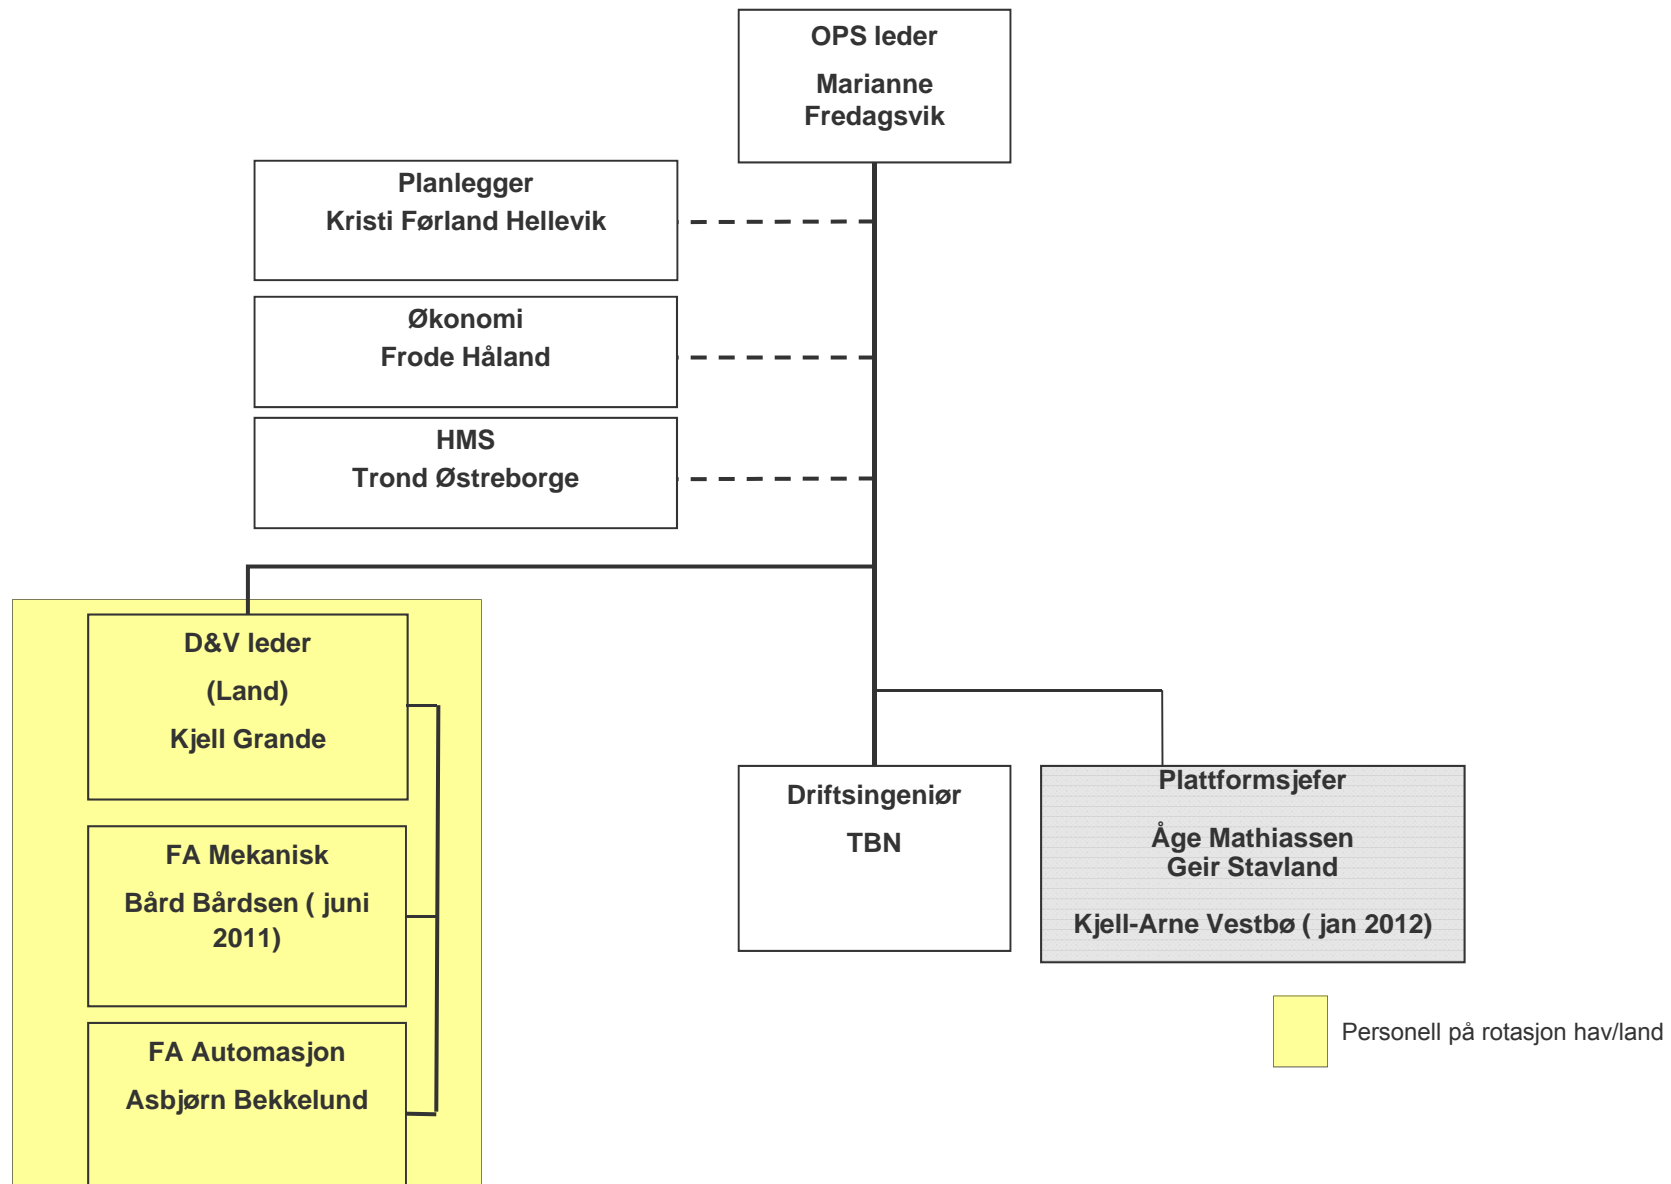 OPS leder
Marianne
Fredagsvik
Planlegger
Kristi Førland Hellevik
Økonomi
Frode Håland
HMS
Trond Østreborge
D&V leder
(Land)
Kjell Grande
FA Mekanisk
Bård Bårdsen ( juni
2011)
FA Automasjon
Asbjørn Bekkelund
Driftsingeniør
TBN
Plattformsjefer
Åge Mathiassen
Geir Stavland
Kjell-Arne Vestbø ( jan 2012)
Personell på rotasjon hav/land